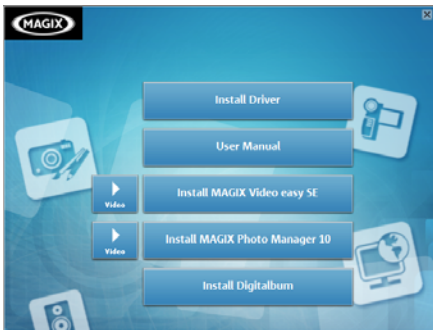 MAGIX
Install Driver
User Manual
Video
Install MAGIX Video easy SE
Video
Install MAGIX Photo Manager 10
Install Digitalbum